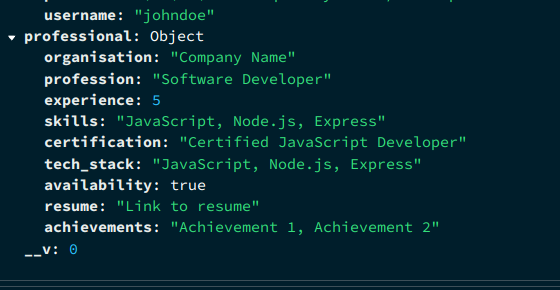 username: "johndoe"
professional: Object
organisation: "Company Name"
profession: "Software Developer"
experience: 5
skills: "JavaScript, Node.js, Express"
certification: "Certified JavaScript Developer"
tech_stack: "JavaScript, Node.js, Express"
availability: true
resume: "Link to resume"
achievements: "Achievement 1, Achievement 2"
__v: 0